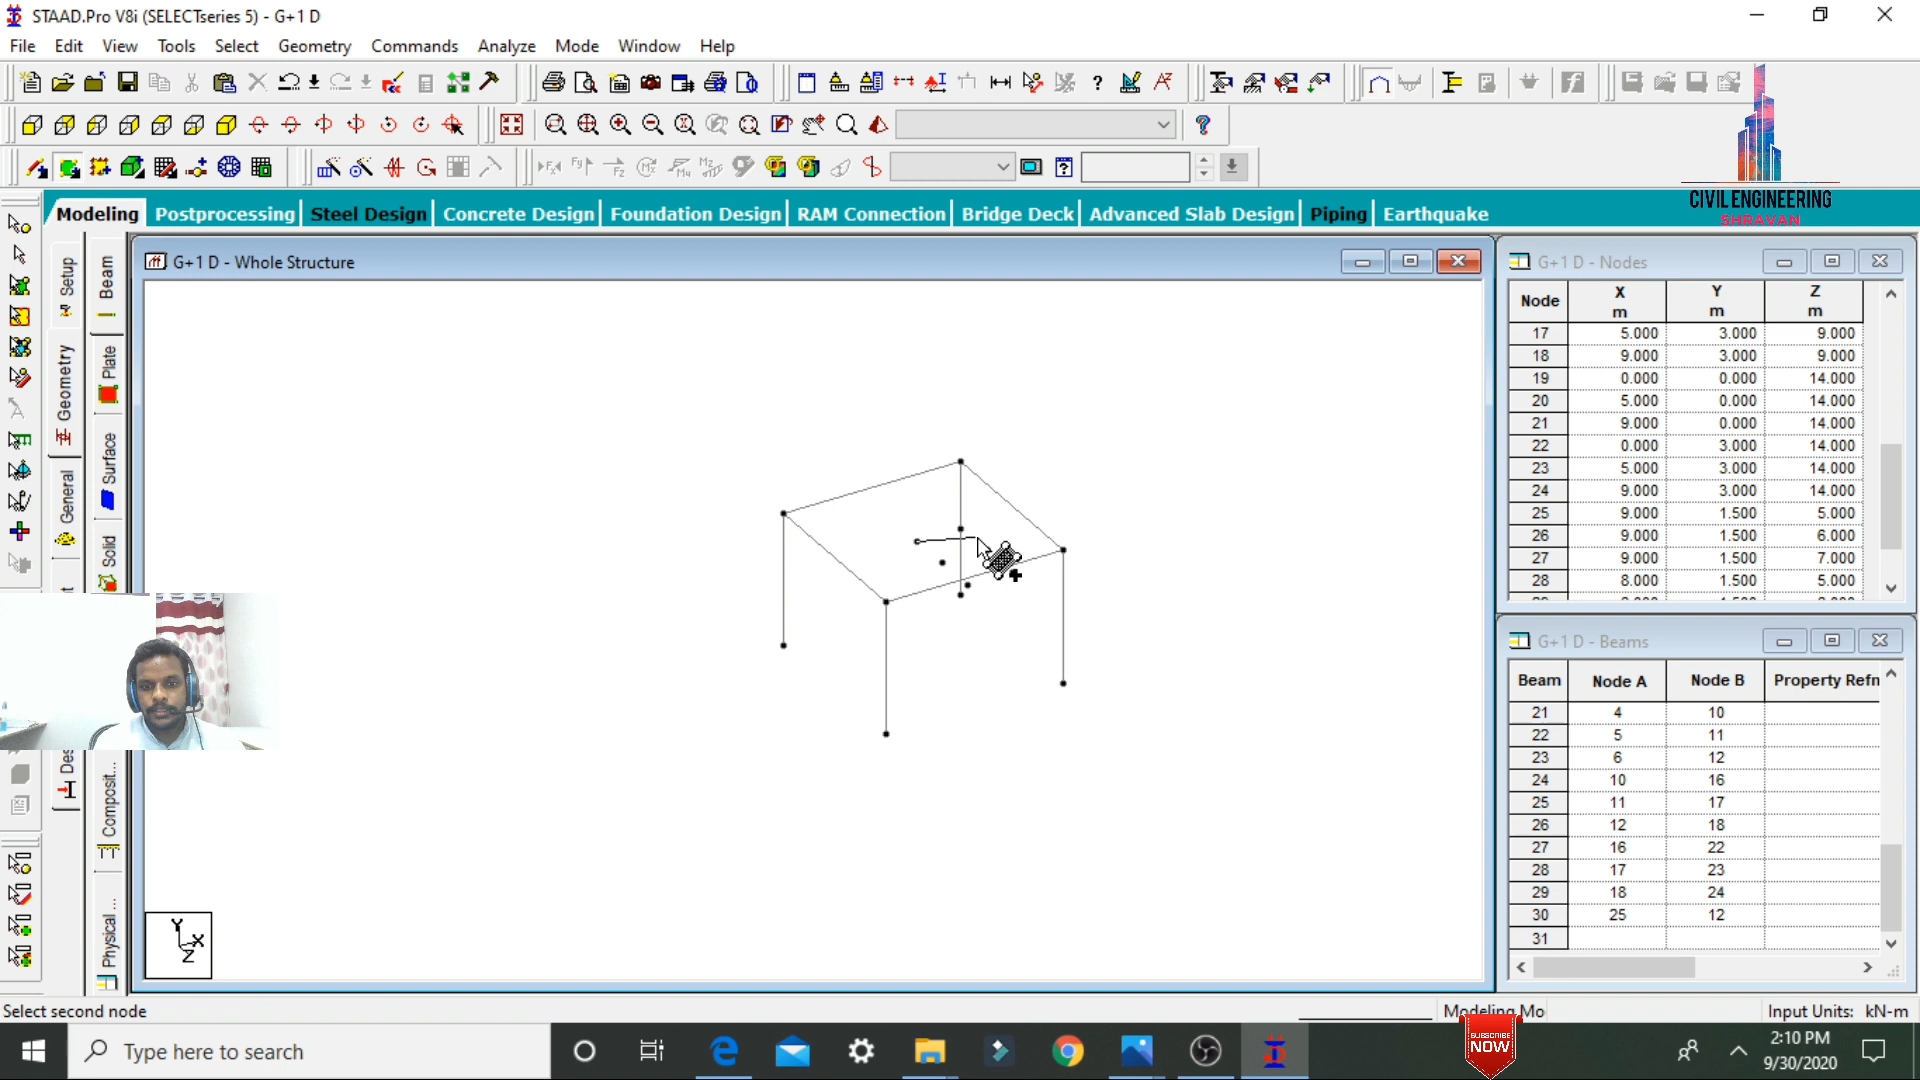 STAAD.Pro V8i (SELECTseries 5) - G+1 D
File Edit View Tools Select Geometry Commands Analyze Mode Window Help
CIVIL ENGINEERING
SHRAVAN
Modeling Postprocessing Steel Design Concrete Design Foundation Design RAM Connection Bridge Deck Advanced Slab Design Piping Earthquake
Setup
Geometry
General
Beam
Plate
Surface
Solid
Composit...
Physical ...
G+1 D - Whole Structure
Y
X
Z
G+1 D - Nodes
Node X m Y m Z m
17 5.000 3.000 9.000
18 9.000 3.000 9.000
19 0.000 0.000 14.000
20 5.000 0.000 14.000
21 9.000 0.000 14.000
22 0.000 3.000 14.000
23 5.000 3.000 14.000
24 9.000 3.000 14.000
25 9.000 1.500 5.000
26 9.000 1.500 6.000
27 9.000 1.500 7.000
28 8.000 1.500 5.000
G+1 D - Beams
Beam Node A Node B Property Refn
21 4 10
22 5 11
23 6 12
24 10 16
25 11 17
26 12 18
27 16 22
28 17 23
29 18 24
30 25 12
31
Select second node
Modeling Mo
Input Units: kN-m
Type here to search
SUBSCRIBE
NOW
2:10 PM
9/30/2020